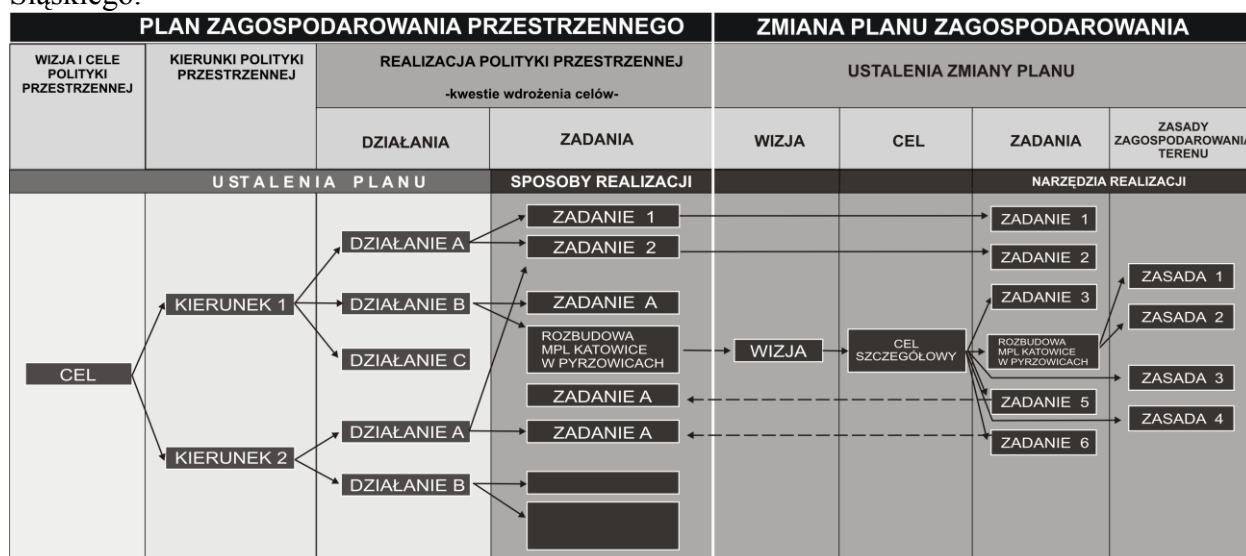 Śląskiego.
PLAN ZAGOSPODAROWANIA PRZESTRZENNEGO
ZMIANA PLANU ZAGOSPODAROWANIA
WIZJA I CELE
POLITYKI
PRZESTRZENNEJ
KIERUNKI POLITYKI
PRZESTRZENNEJ
REALIZACJA POLITYKI PRZESTRZENNEJ
-kwestie wdrożenia celów-
USTALENIA ZMIANY PLANU
DZIAŁANIA
ZADANIA
WIZJA
CEL
ZADANIA
ZASADY
ZAGOSPODAROWANIA
TERENU
USTALENIA PLANU
SPOSOBY REALIZACJI
NARZĘDZIA REALIZACJI
CEL
KIERUNEK 1
KIERUNEK 2
DZIAŁANIE A
DZIAŁANIE B
DZIAŁANIE C
DZIAŁANIE A
DZIAŁANIE B
ZADANIE 1
ZADANIE 2
ZADANIE A
ROZBUDOWA
MPL KATOWICE
W PYRZOWICACH
ZADANIE A
ZADANIE A
WIZJA
CEL
SZCZEGÓŁOWY
ZADANIE 1
ZADANIE 2
ZADANIE 3
ROZBUDOWA
MPL KATOWICE
W PYRZOWICACH
ZADANIE 5
ZADANIE 6
ZASADA 1
ZASADA 2
ZASADA 3
ZASADA 4